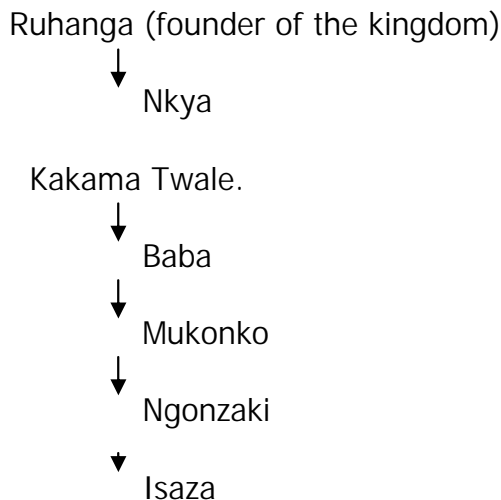 Ruhanga (founder of the kingdom)
Nkya
Kakama Twale.
Baba
Mukonko
Ngonzaki
Isaza